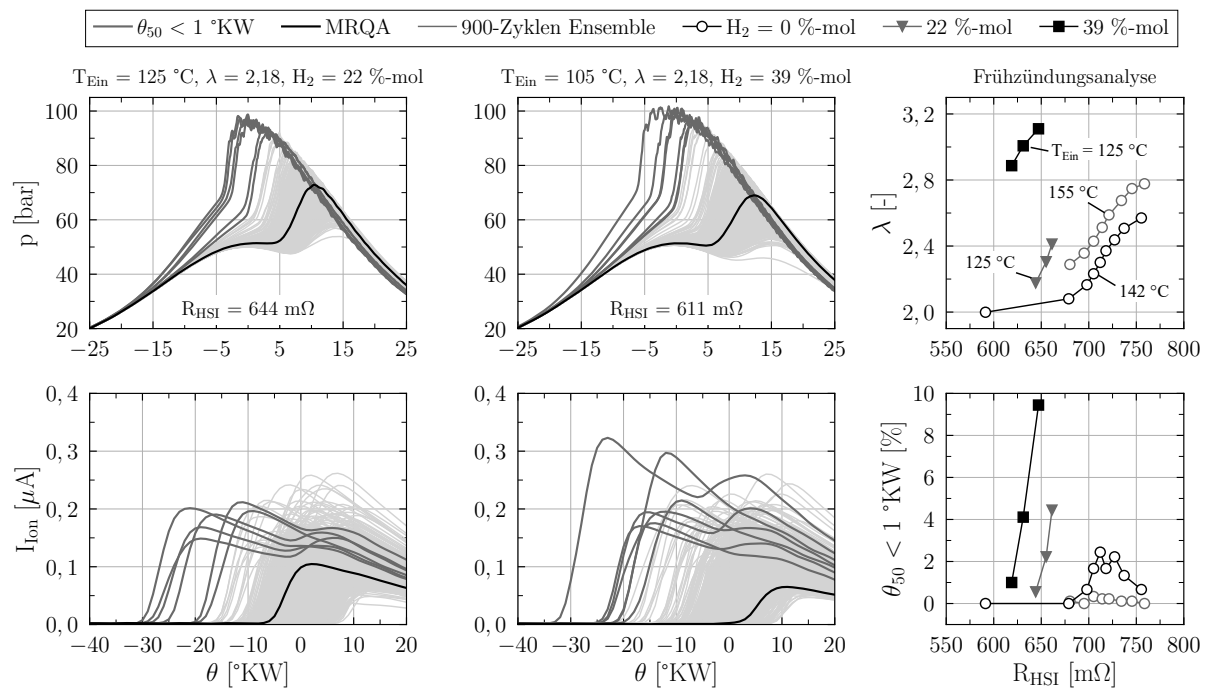 θ50 < 1 °KW MRQA 900-Zyklen Ensemble H2 = 0 %-mol 22 %-mol 39 %-mol
TEin = 125 °C, λ = 2,18, H2 = 22 %-mol
100
80
60
40
20
p [bar]
RHSI = 644 mΩ
−25 −15 −5 5 15 25
TEin = 105 °C, λ = 2,18, H2 = 39 %-mol
100
80
60
40
20
RHSI = 611 mΩ
−25 −15 −5 5 15 25
Frühzündungsanalyse
3,2
2,8
2,4
2,0
λ [-]
TEin = 125 °C
155 °C
125 °C
142 °C
550 600 650 700 750 800
0,4
0,3
0,2
0,1
0,0
IIon [μA]
−40 −30 −20 −10 0 10 20
θ [°KW]
0,4
0,3
0,2
0,1
0,0
−40 −30 −20 −10 0 10 20
θ [°KW]
10
8
6
4
2
0
θ50 < 1 °KW [%]
550 600 650 700 750 800
RHSI [mΩ]